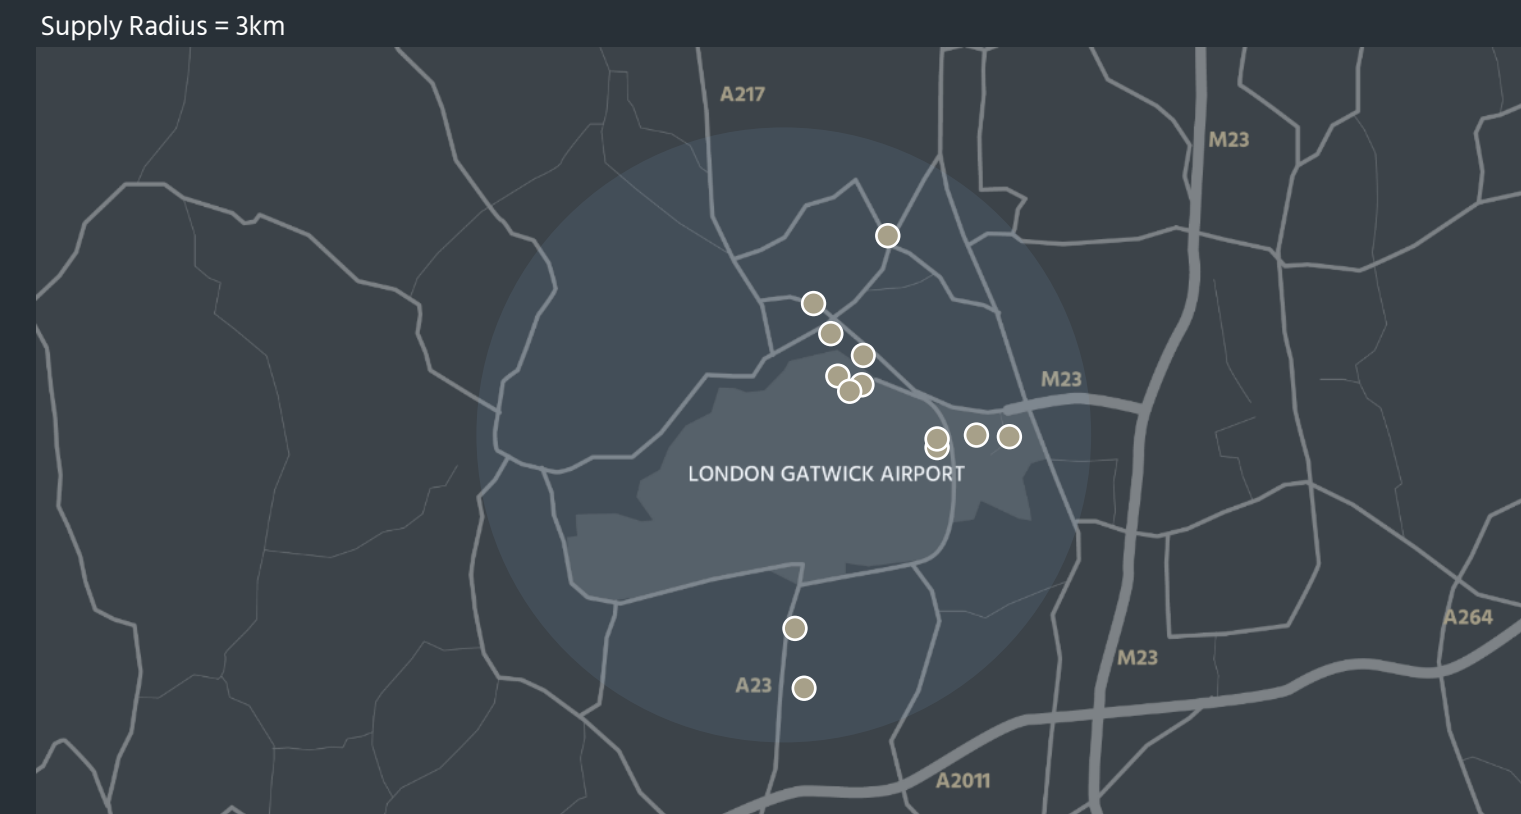 Supply Radius = 3km
A217
M23
M23
LONDON GATWICK AIRPORT
A264
M23
A23
A2011